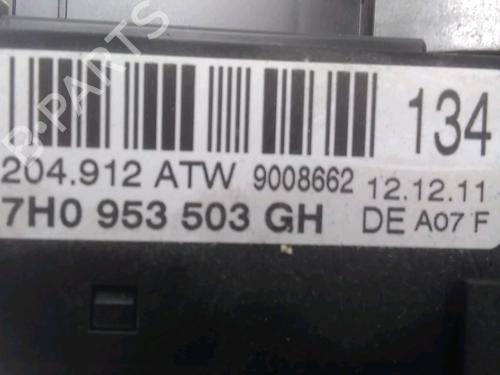 134
204.912 ATW 9008662 12.12.11
7H0 953 503 GH DE A07 F
B-PARTS